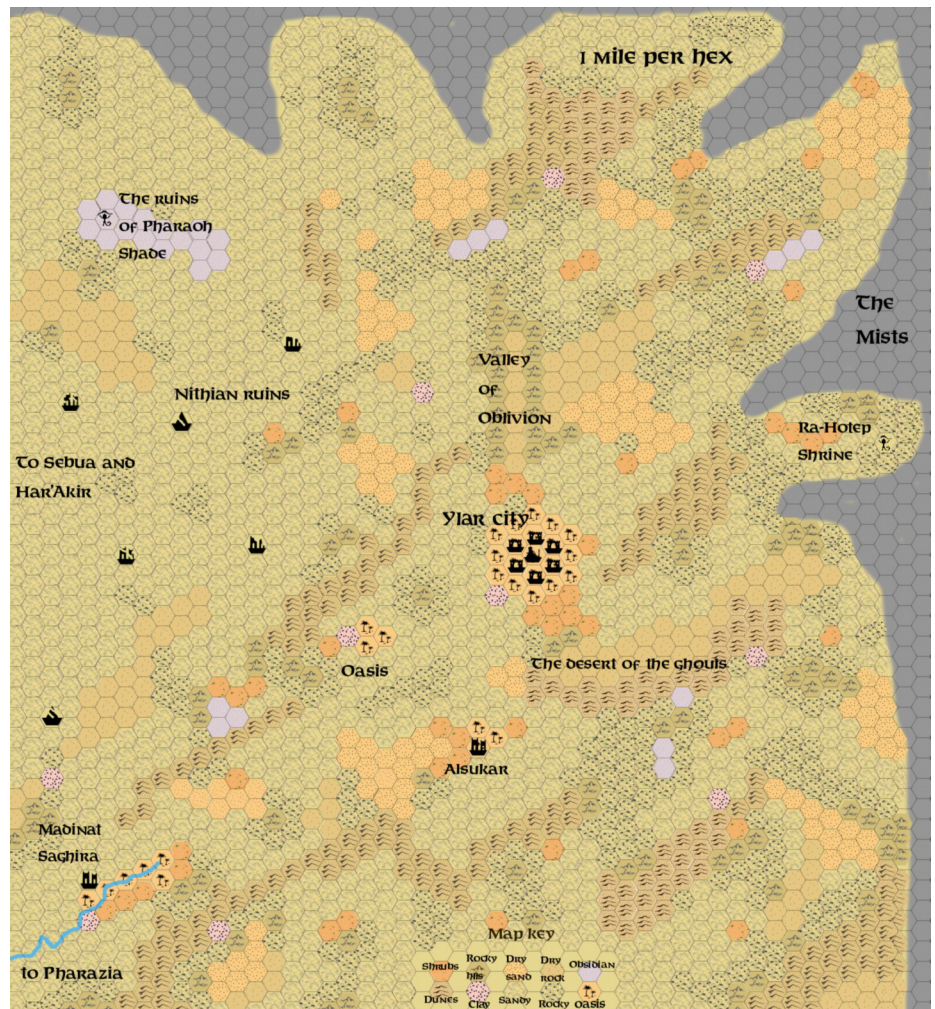 1 Mile per hex
The ruins
of Pharaoh
Shade
The
Mists
Valley
of
Oblivion
Nithian ruins
Ra-Hotep
Shrine
To Sebua and
Har'Akir
Ylar city
Oasis
The desert of the ghouls
Alsukar
Madinat
Saghira
to Pharazia
Map key
Shrubs
Rocky
hils
Dry
sand
Dry
rock
Obsidian
Dunes
Clay
Sandy
Rocky
Oasis